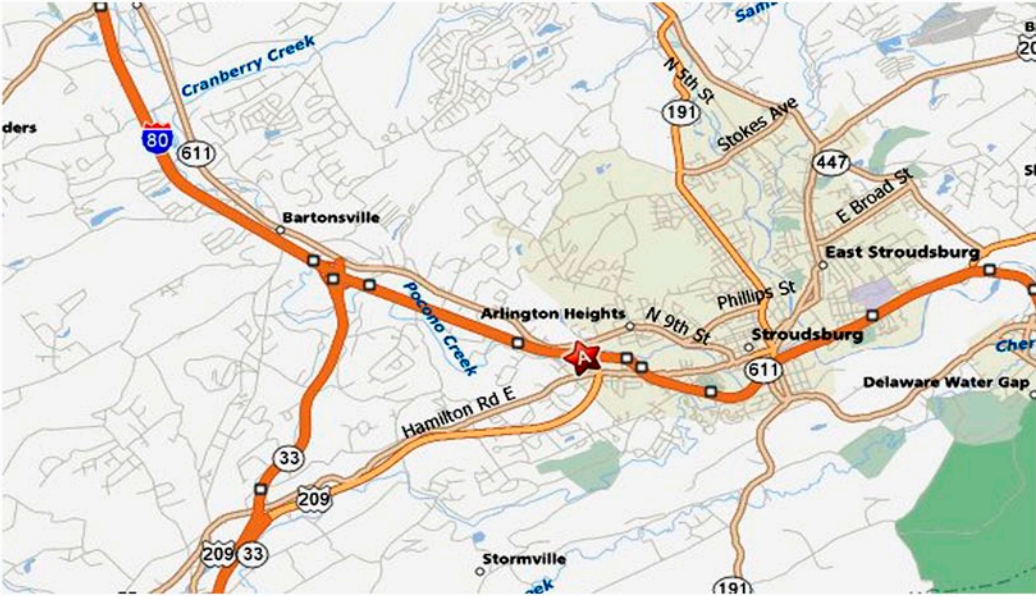 Cranberry Creek
ders
80
611
Bartonsville
Pocono Creek
Arlington Heights
A
N 9th St
Phillips St
Stroudsburg
611
N 5th St
191
Stokes Ave
447
E Broad St
East Stroudsburg
Delaware Water Gap
Hamilton Rd E
33
209
209
33
Stormville
191